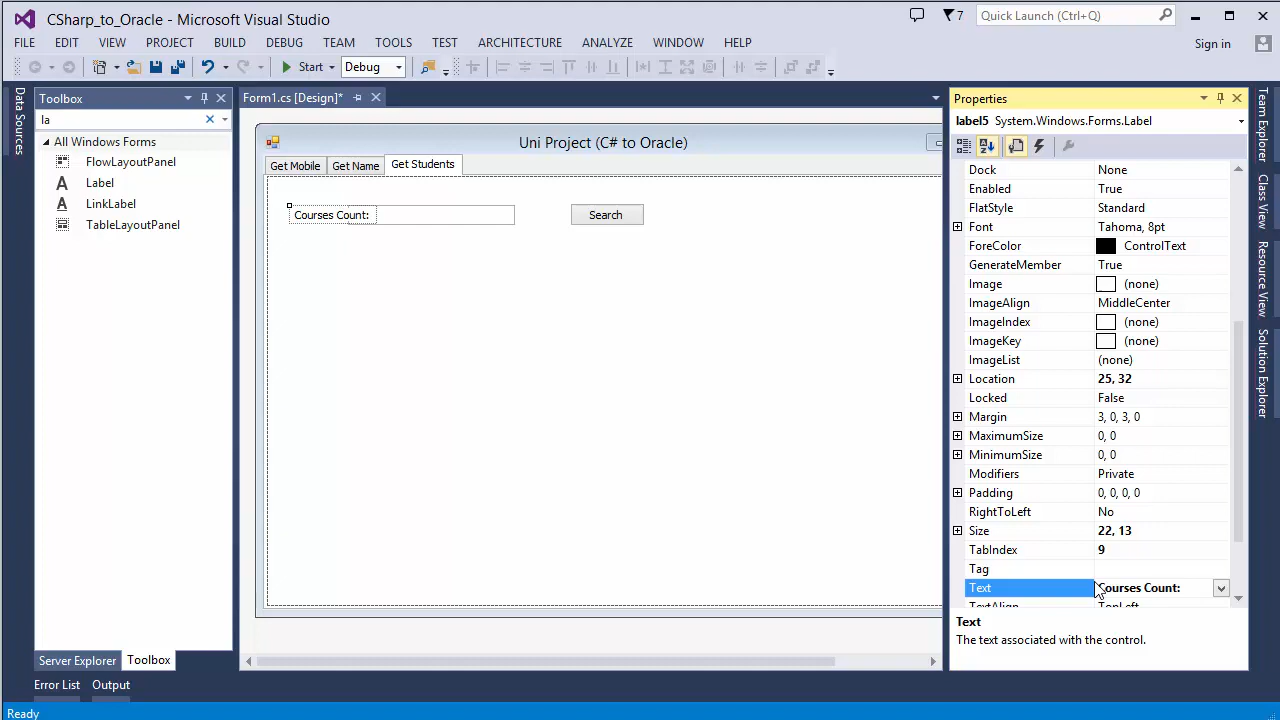 CSharp_to_Oracle - Microsoft Visual Studio
7
Quick Launch (Ctrl+Q)
FILE EDIT VIEW PROJECT BUILD DEBUG TEAM TOOLS TEST ARCHITECTURE ANALYZE WINDOW HELP
Sign in
Start Debug
Data Sources
Toolbox
la
All Windows Forms
FlowLayoutPanel
Label
LinkLabel
TableLayoutPanel
Server Explorer Toolbox
Form1.cs [Design]*
Uni Project (C# to Oracle)
Get Mobile Get Name Get Students
Courses Count: Search
Properties
label5 System.Windows.Forms.Label
Dock None
Enabled True
FlatStyle Standard
Font Tahoma, 8pt
ForeColor ControlText
GenerateMember True
Image (none)
ImageAlign MiddleCenter
ImageIndex (none)
ImageKey (none)
ImageList (none)
Location 25, 32
Locked False
Margin 3, 0, 3, 0
MaximumSize 0, 0
MinimumSize 0, 0
Modifiers Private
Padding 0, 0, 0, 0
RightToLeft No
Size 22, 13
TabIndex 9
Tag
Text Courses Count:
TextAlign TopLeft
Text
The text associated with the control.
Team Explorer
Class View
Resource View
Solution Explorer
Error List Output
Ready